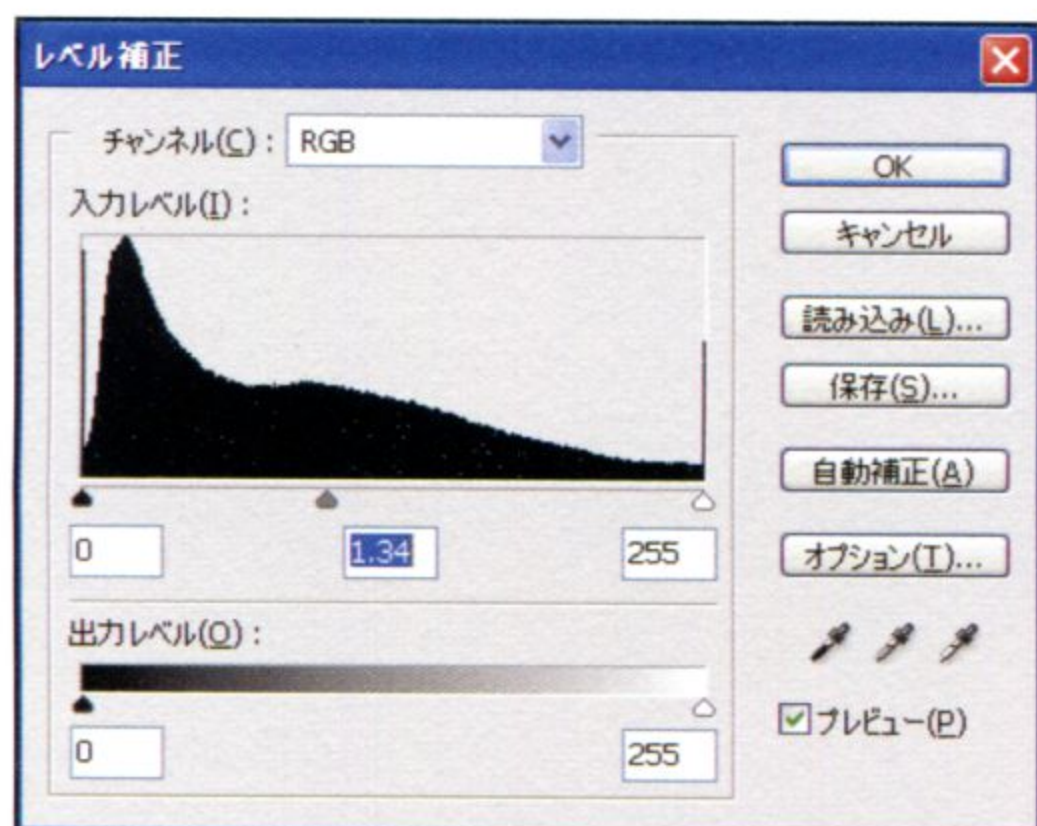 レベル補正
チャンネル(C) : RGB
入力レベル(I) :
0 1.34 255
出力レベル(O) :
0 255
OK
キャンセル
読み込み(L)...
保存(S)...
自動補正(A)
オプション(T)...
プレビュー(P)